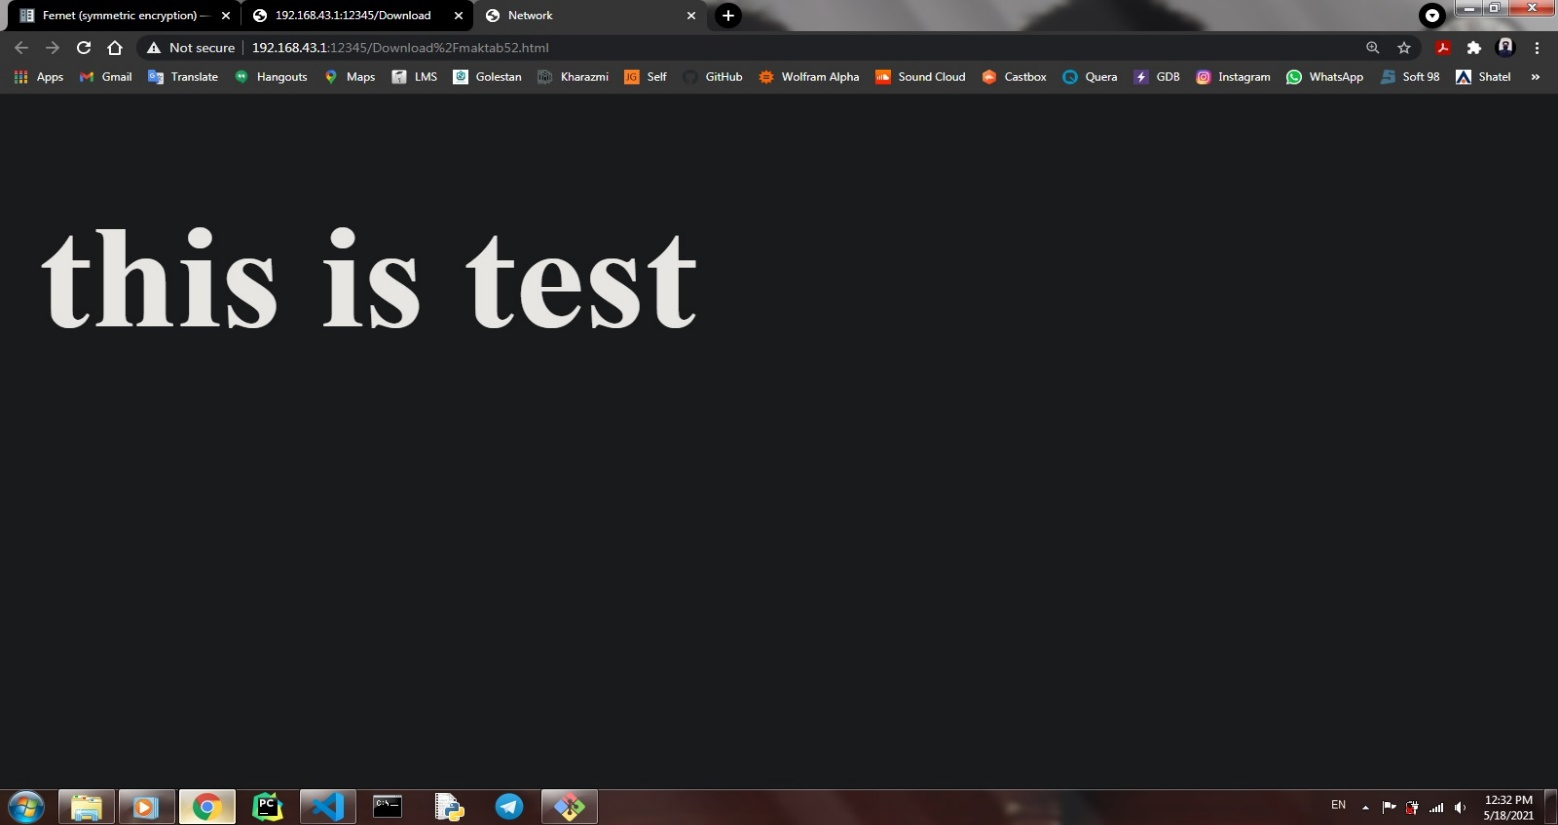 Fernet (symmetric encryption) —
192.168.43.1:12345/Download
Network
Not secure
192.168.43.1:12345/Download%2Fmaktab52.html
Apps
Gmail
Translate
Hangouts
Maps
LMS
Golestan
Kharazmi
JG Self
GitHub
Wolfram Alpha
Sound Cloud
Castbox
Quera
GDB
Instagram
WhatsApp
Soft 98
Shatel
»
this is test
PC
C:\
EN
12:32 PM
5/18/2021